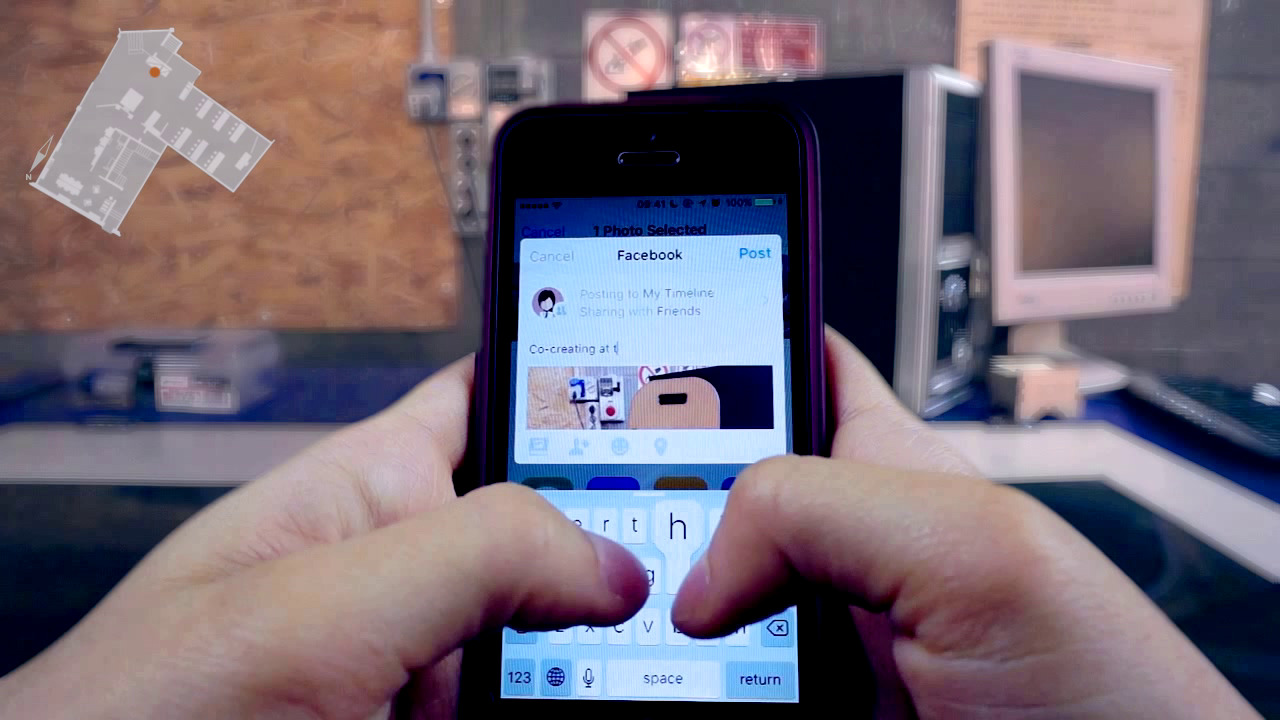 N
09:41 100%
Cancel 1 Photo Selected
Cancel Facebook Post
Posting to My Timeline
Sharing with Friends
Co-creating at t
r t h
g
X C V
123 space return